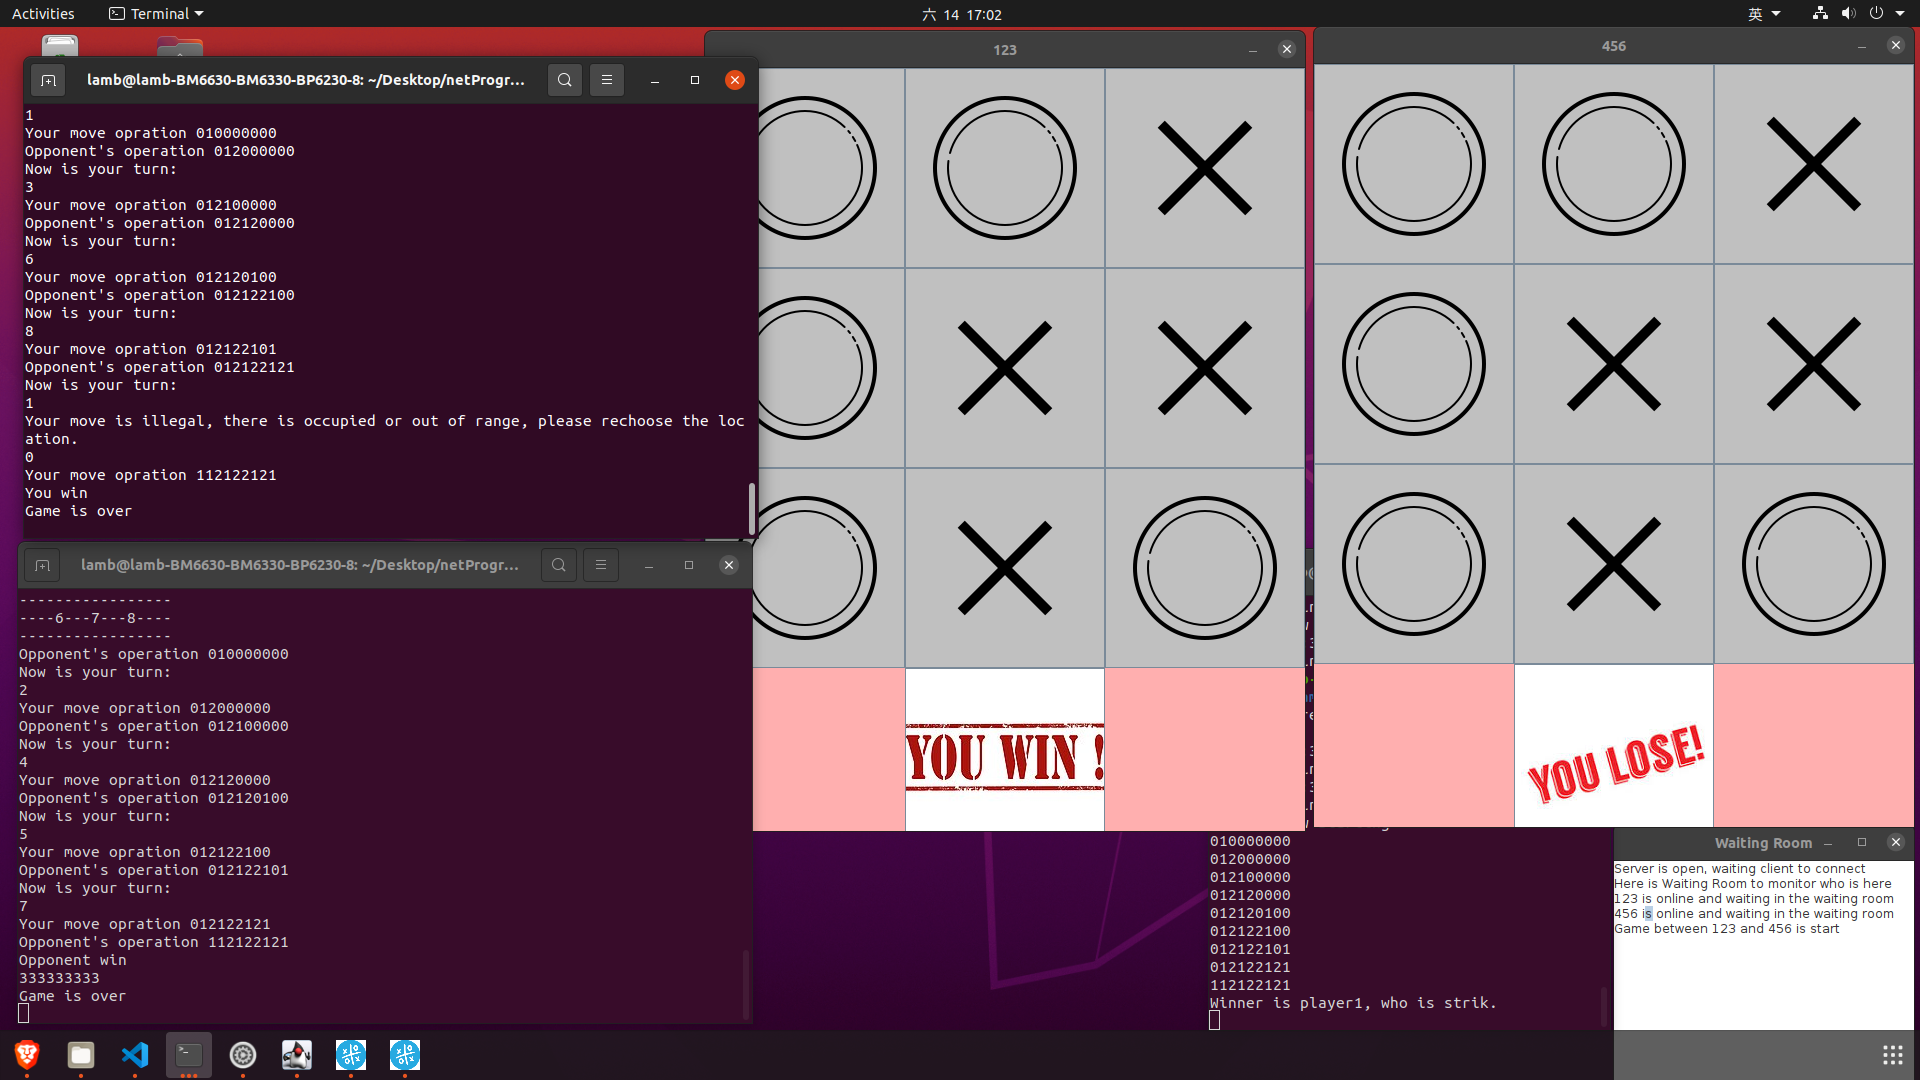 Activities
Terminal
六 14 17:02
英
lamb@lamb-BM6630-BM6330-BP6230-8: ~/Desktop/netProgr...
1
Your move opration 010000000
Opponent's operation 012000000
Now is your turn:
3
Your move opration 012100000
Opponent's operation 012120000
Now is your turn:
6
Your move opration 012120100
Opponent's operation 012122100
Now is your turn:
8
Your move opration 012122101
Opponent's operation 012122121
Now is your turn:
1
Your move is illegal, there is occupied or out of range, please rechoose the loc
ation.
0
Your move opration 112122121
You win
Game is over
lamb@lamb-BM6630-BM6330-BP6230-8: ~/Desktop/netProgr...
-----------------
----6---7---8----
-----------------
Opponent's operation 010000000
Now is your turn:
2
Your move opration 012000000
Opponent's operation 012100000
Now is your turn:
4
Your move opration 012120000
Opponent's operation 012120100
Now is your turn:
5
Your move opration 012122100
Opponent's operation 012122101
Now is your turn:
7
Your move opration 012122121
Opponent's operation 112122121
Opponent win
333333333
Game is over
123
YOU WIN !
456
YOU LOSE!
010000000
012000000
012100000
012120000
012120100
012122100
012122101
012122121
112122121
Winner is player1, who is strik.
Waiting Room
Server is open, waiting client to connect
Here is Waiting Room to monitor who is here
123 is online and waiting in the waiting room
456 is online and waiting in the waiting room
Game between 123 and 456 is start